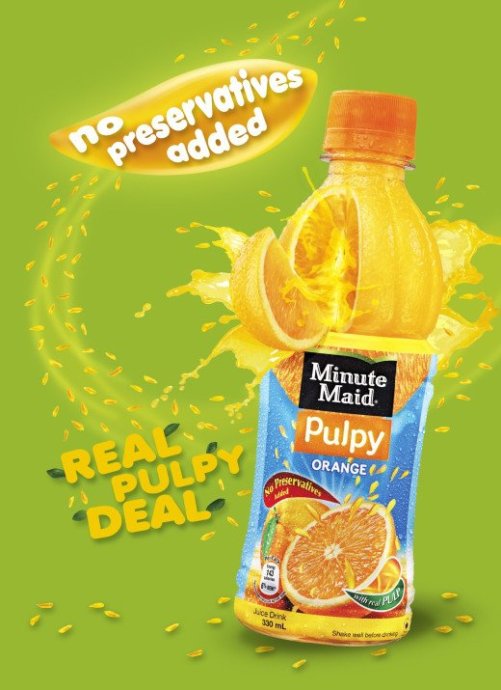 no
preservatives
added
Minute
Maid
Pulpy
ORANGE
No Preservatives
Added
REAL
PULPY
DEAL
with real PULP
Juice Drink
330 mL
Shake well before drinking